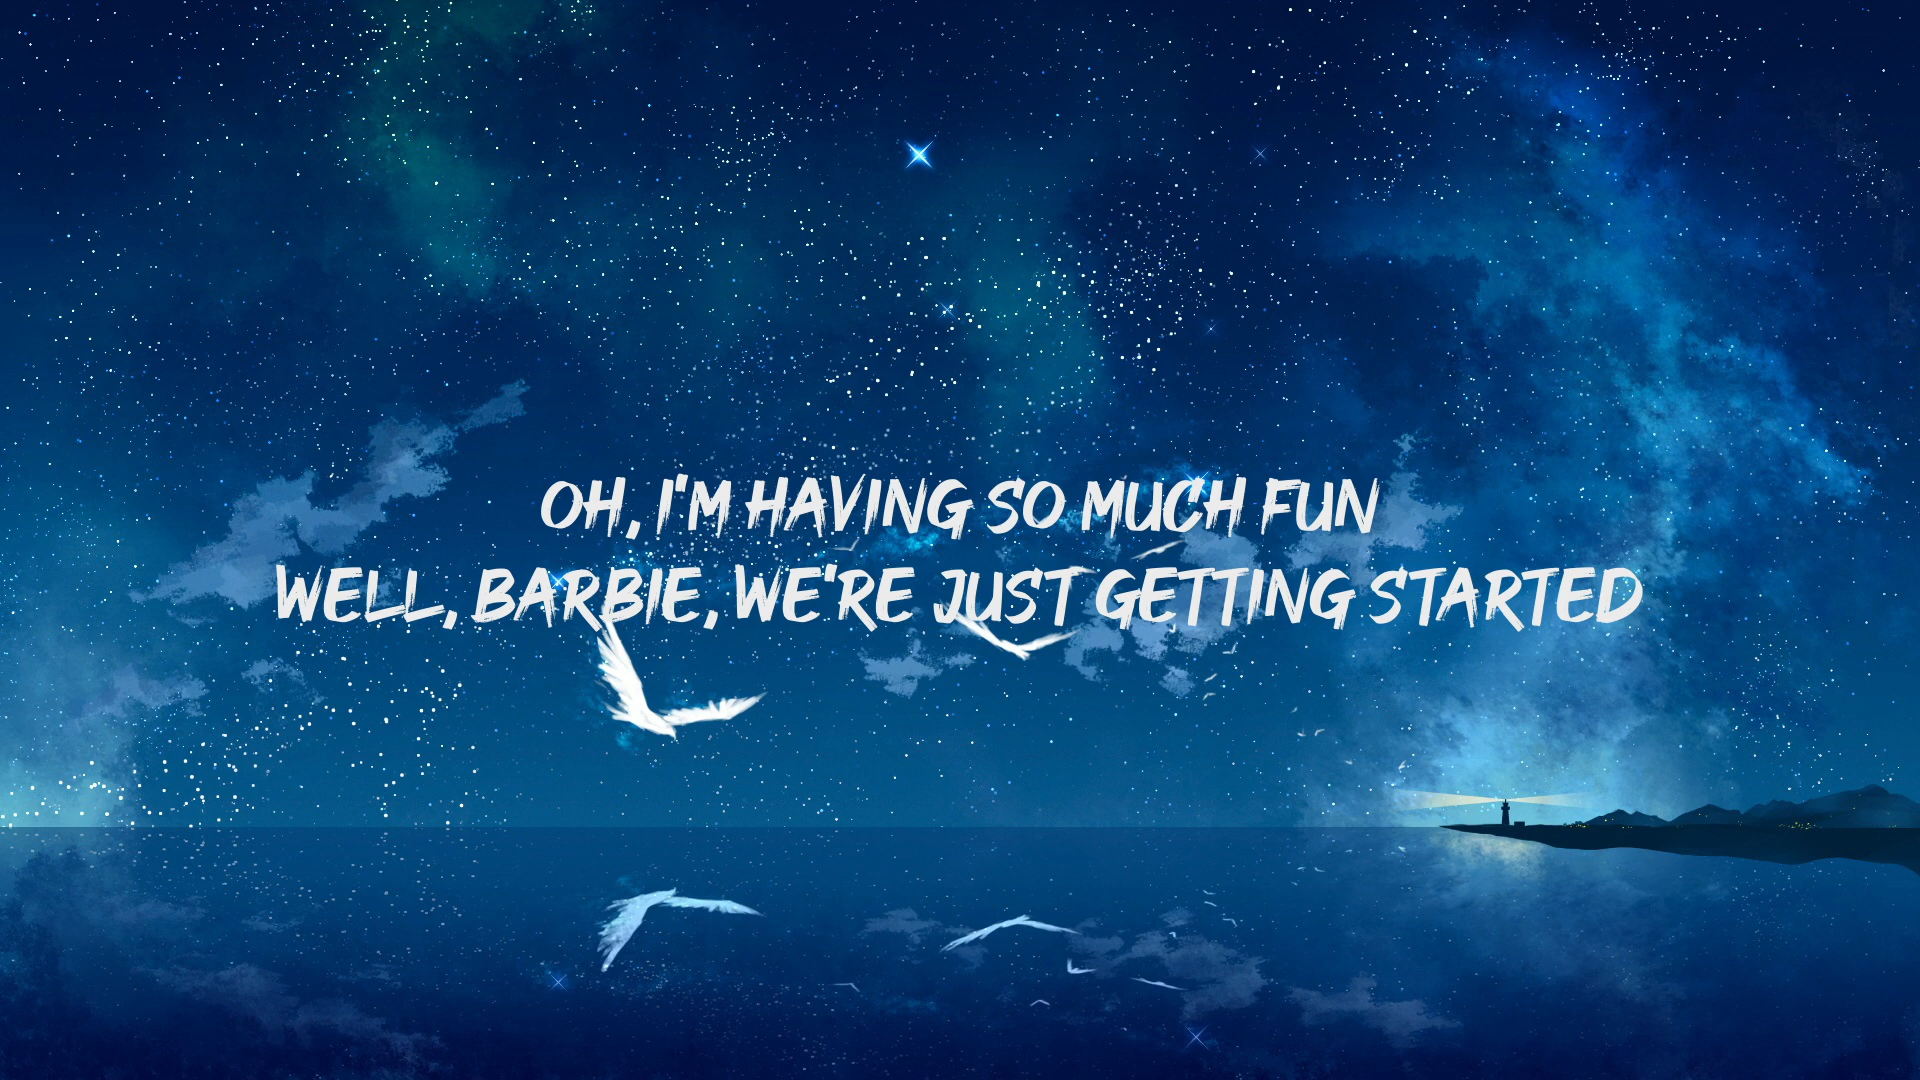 OH, I'M HAVING SO MUCH FUN
WELL, BARBIE, WE'RE JUST GETTING STARTED